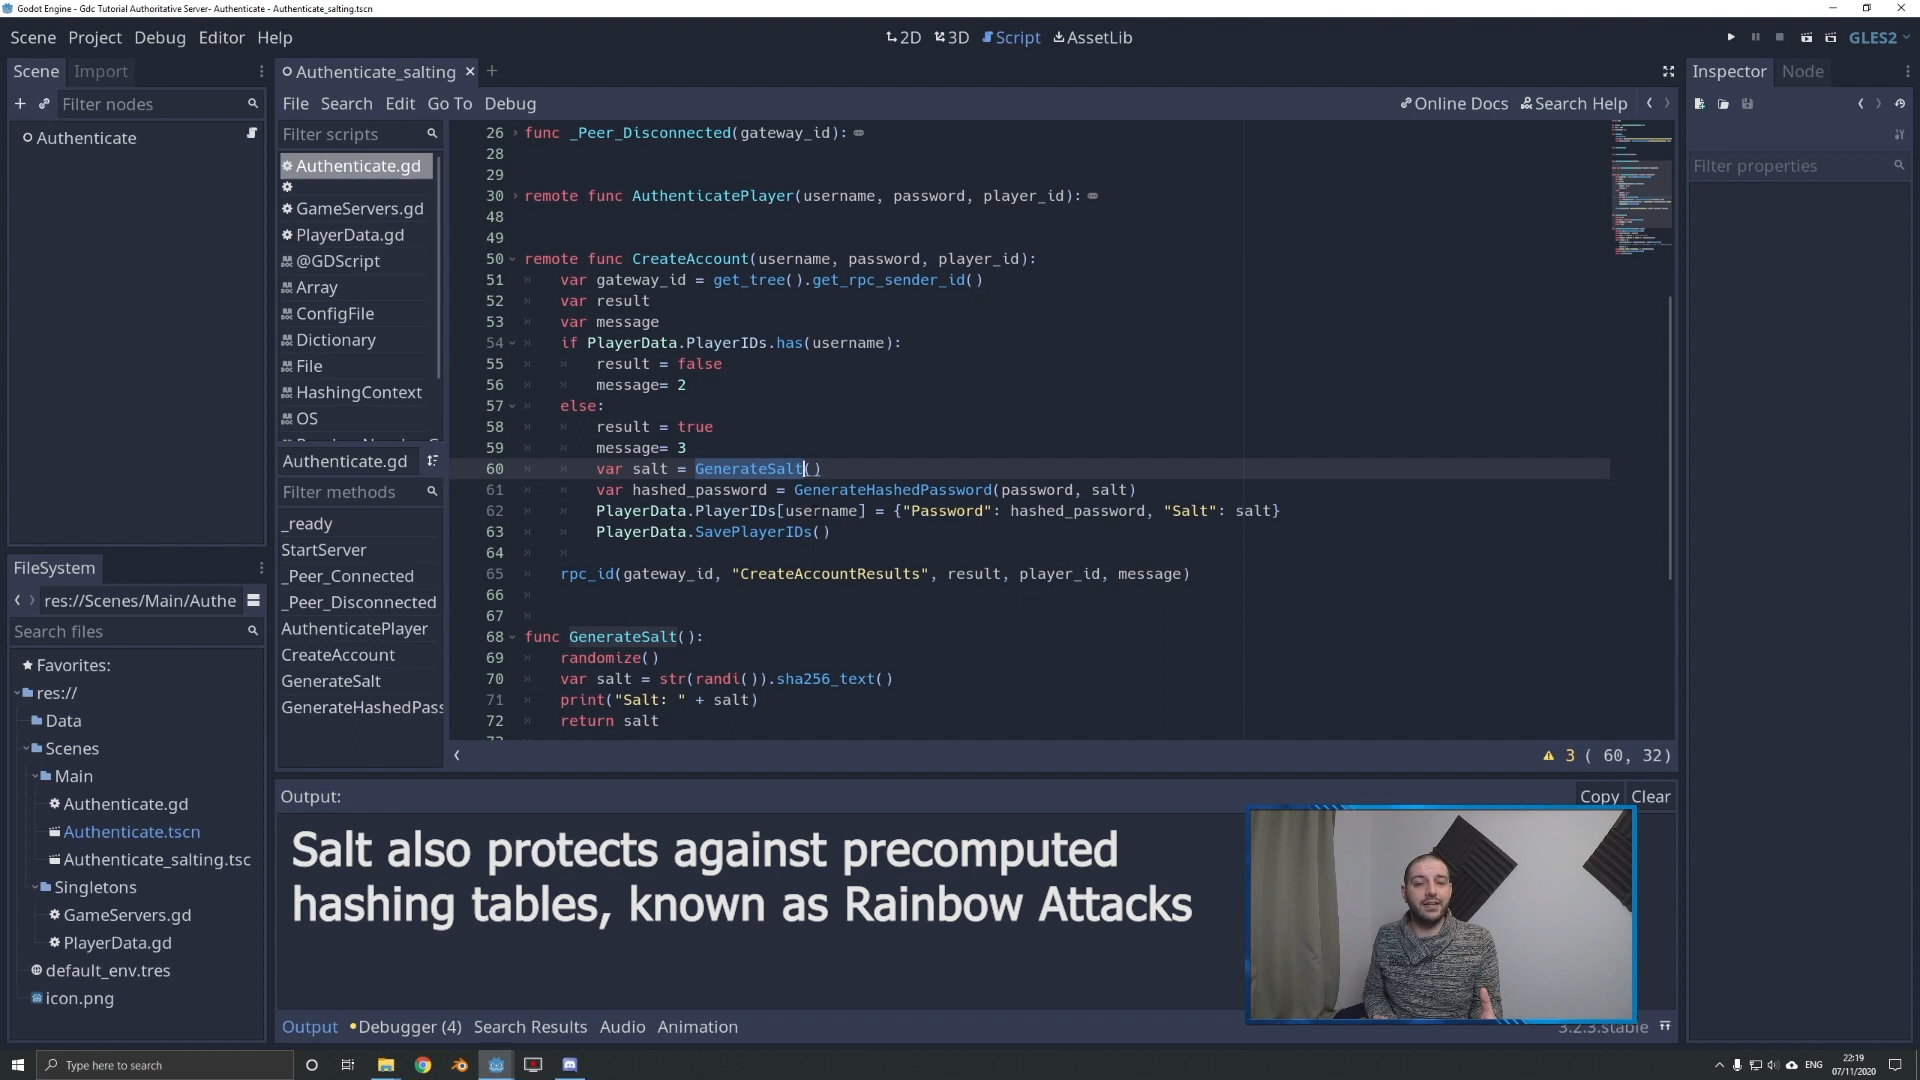 Godot Engine - Gdc Tutorial Authoritative Server- Authenticate - Authenticate_salting.tscn
Scene Project Debug Editor Help
2D 3D Script AssetLib
GLES2
Scene Import
Filter nodes
Authenticate
Authenticate_salting
File Search Edit Go To Debug
Online Docs Search Help
Filter scripts
Authenticate.gd
GameServers.gd
PlayerData.gd
@GDScript
Array
ConfigFile
Dictionary
File
HashingContext
OS
Authenticate.gd
Filter methods
_ready
StartServer
_Peer_Connected
_Peer_Disconnected
AuthenticatePlayer
CreateAccount
GenerateSalt
GenerateHashedPass
26 func _Peer_Disconnected(gateway_id):
28
29
30 remote func AuthenticatePlayer(username, password, player_id):
48
49
50 remote func CreateAccount(username, password, player_id):
51 var gateway_id = get_tree().get_rpc_sender_id()
52 var result
53 var message
54 if PlayerData.PlayerIDs.has(username):
55 result = false
56 message= 2
57 else:
58 result = true
59 message= 3
60 var salt = GenerateSalt()
61 var hashed_password = GenerateHashedPassword(password, salt)
62 PlayerData.PlayerIDs[username] = {"Password": hashed_password, "Salt": salt}
63 PlayerData.SavePlayerIDs()
64
65 rpc_id(gateway_id, "CreateAccountResults", result, player_id, message)
66
67
68 func GenerateSalt():
69 randomize()
70 var salt = str(randi()).sha256_text()
71 print("Salt: " + salt)
72 return salt
3 ( 60, 32)
Inspector Node
Filter properties
FileSystem
res://Scenes/Main/Authe
Search files
Favorites:
res://
Data
Scenes
Main
Authenticate.gd
Authenticate.tscn
Authenticate_salting.tsc
Singletons
GameServers.gd
PlayerData.gd
default_env.tres
icon.png
Output:
Copy Clear
Salt also protects against precomputed
hashing tables, known as Rainbow Attacks
Output Debugger (4) Search Results Audio Animation
3.2.3.stable
Type here to search
ENG
22:19
07/11/2020